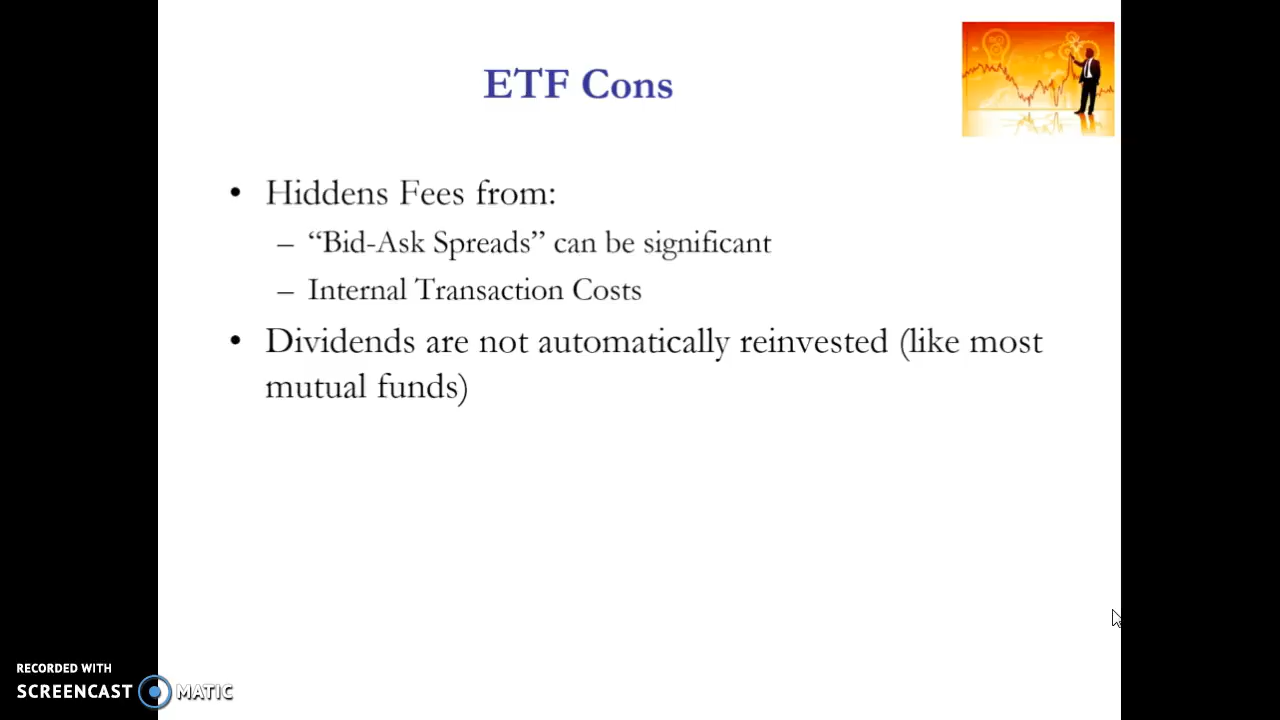 ETF Cons
• Hiddens Fees from:
– “Bid-Ask Spreads” can be significant
– Internal Transaction Costs
• Dividends are not automatically reinvested (like most
mutual funds)
RECORDED WITH
SCREENCAST MATIC